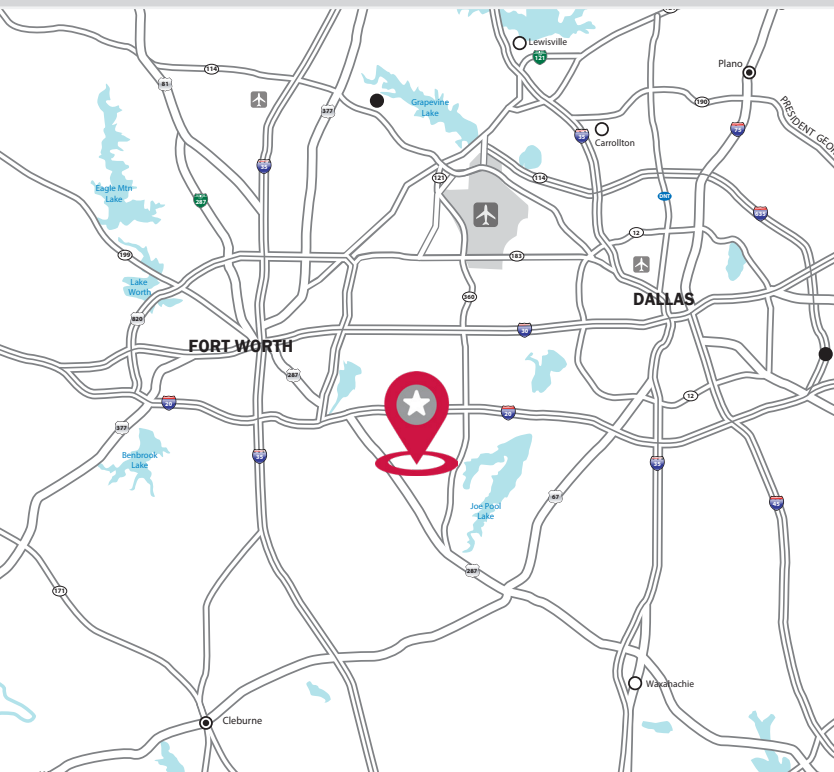 Lewisville
121
Plano
114
81
377
Grapevine
Lake
190
PRESIDENT GEOR
75
35
Carrollton
35
121
114
Eagle Mtn
Lake
287
DNT
635
12
199
183
Lake
Worth
360
DALLAS
820
30
FORT WORTH
287
12
20
20
377
35
Benbrook
Lake
35
67
45
Joe Pool
Lake
287
171
Waxahachie
Cleburne